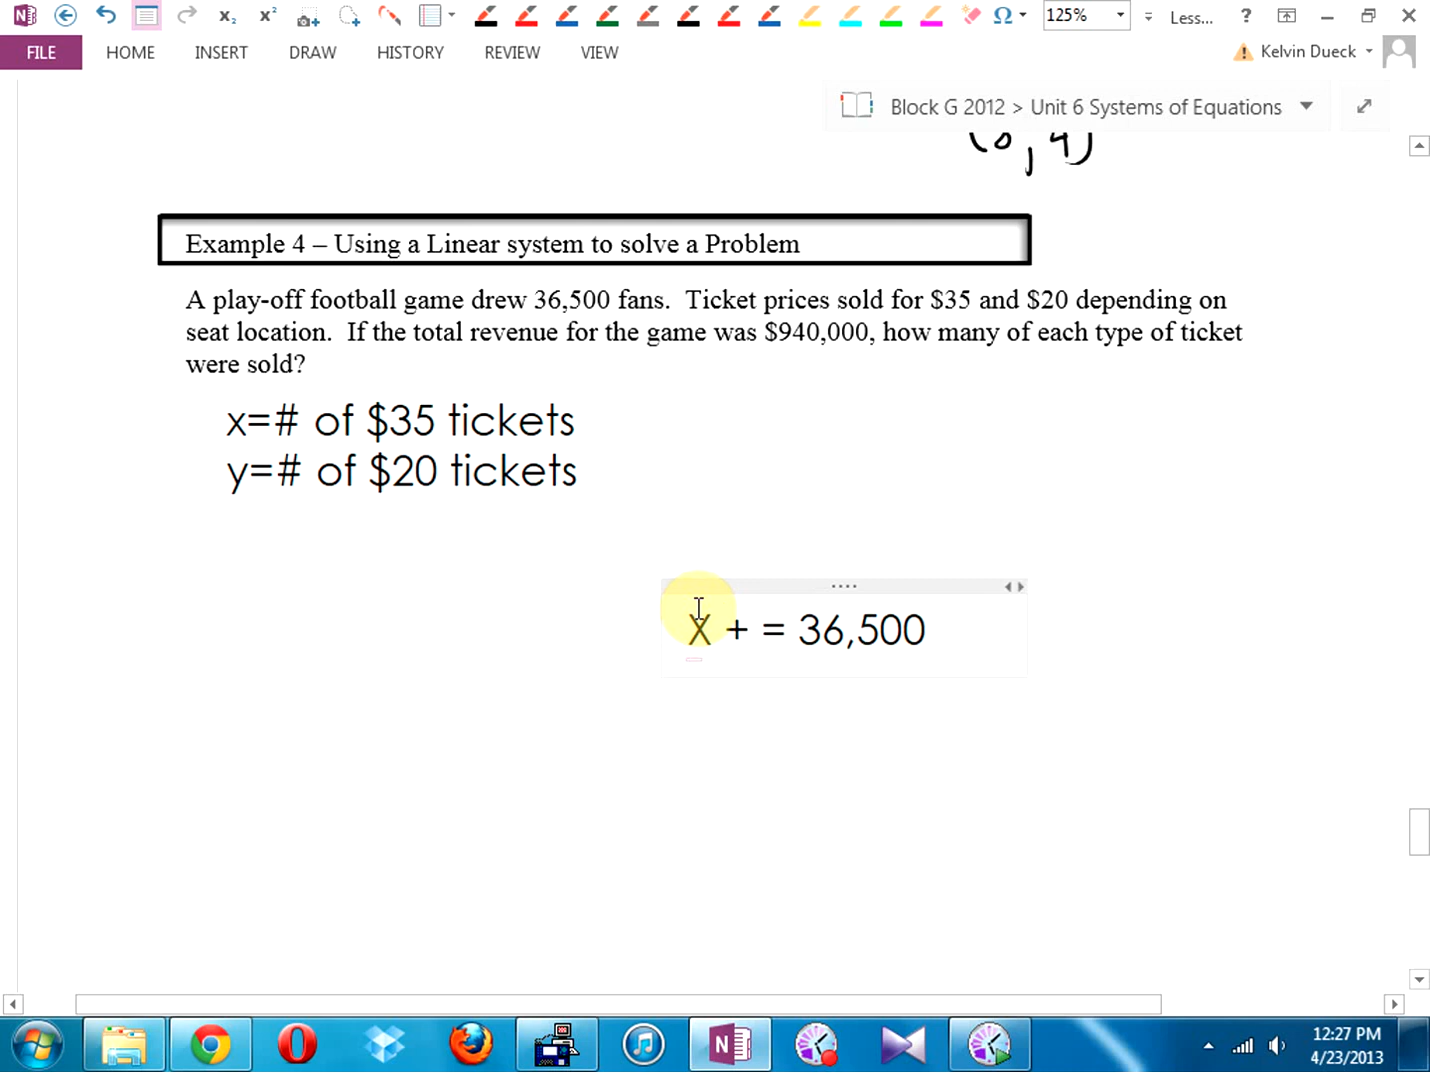 x₂ x² Ω 125% Less... ?
FILE HOME INSERT DRAW HISTORY REVIEW VIEW Kelvin Dueck
Block G 2012 > Unit 6 Systems of Equations
Example 4 – Using a Linear system to solve a Problem
A play-off football game drew 36,500 fans. Ticket prices sold for $35 and $20 depending on
seat location. If the total revenue for the game was $940,000, how many of each type of ticket
were sold?
x=# of $35 tickets
y=# of $20 tickets
x + = 36,500
12:27 PM
4/23/2013